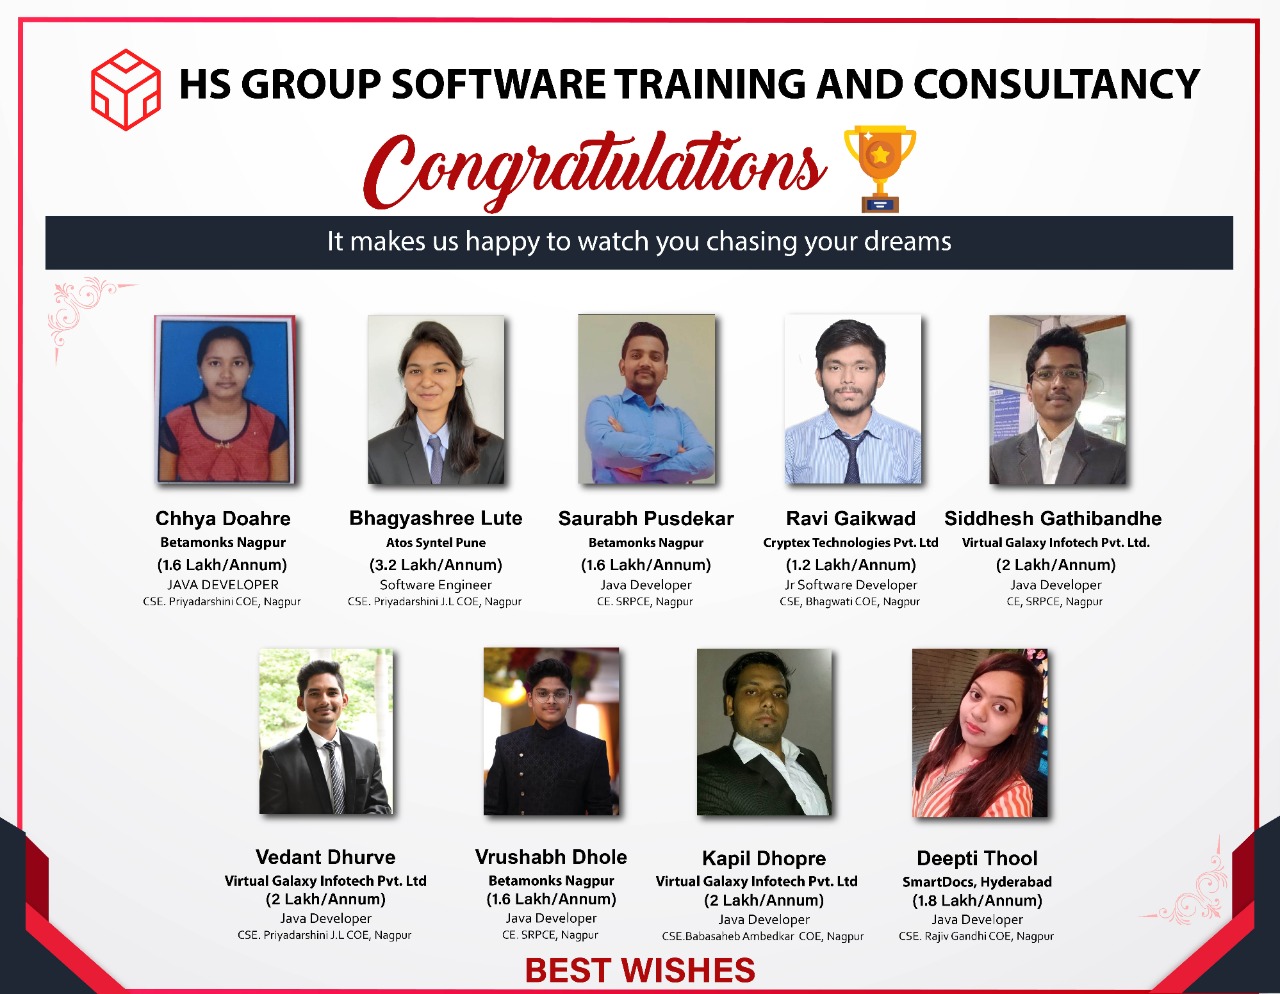 HS GROUP SOFTWARE TRAINING AND CONSULTANCY
Congratulations
It makes us happy to watch you chasing your dreams
Chhya Doahre
Betamonks Nagpur
(1.6 Lakh/Annum)
JAVA DEVELOPER
CSE. Priyadarshini COE, Nagpur
Bhagyashree Lute
Atos Syntel Pune
(3.2 Lakh/Annum)
Software Engineer
CSE. Priyadarshini J.L COE, Nagpur
Saurabh Pusdekar
Betamonks Nagpur
(1.6 Lakh/Annum)
Java Developer
CE. SRPCE, Nagpur
Ravi Gaikwad
Cryptex Technologies Pvt. Ltd
(1.2 Lakh/Annum)
Jr Software Developer
CSE, Bhagwati COE, Nagpur
Siddhesh Gathibandhe
Virtual Galaxy Infotech Pvt. Ltd.
(2 Lakh/Annum)
Java Developer
CE, SRPCE, Nagpur
Vedant Dhurve
Virtual Galaxy Infotech Pvt. Ltd
(2 Lakh/Annum)
Java Developer
CSE. Priyadarshini J.L COE, Nagpur
Vrushabh Dhole
Betamonks Nagpur
(1.6 Lakh/Annum)
Java Developer
CE. SRPCE, Nagpur
Kapil Dhopre
Virtual Galaxy Infotech Pvt. Ltd
(2 Lakh/Annum)
Java Developer
CSE.Babasaheb Ambedkar COE, Nagpur
Deepti Thool
SmartDocs, Hyderabad
(1.8 Lakh/Annum)
Java Developer
CSE. Rajiv Gandhi COE, Nagpur
BEST WISHES